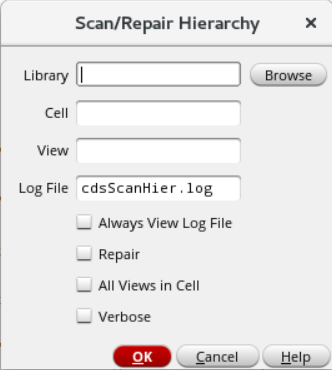 Scan/Repair Hierarchy ×
Library Browse
Cell
View
Log File cdsScanHier.log
Always View Log File
Repair
All Views in Cell
Verbose
OK Cancel Help